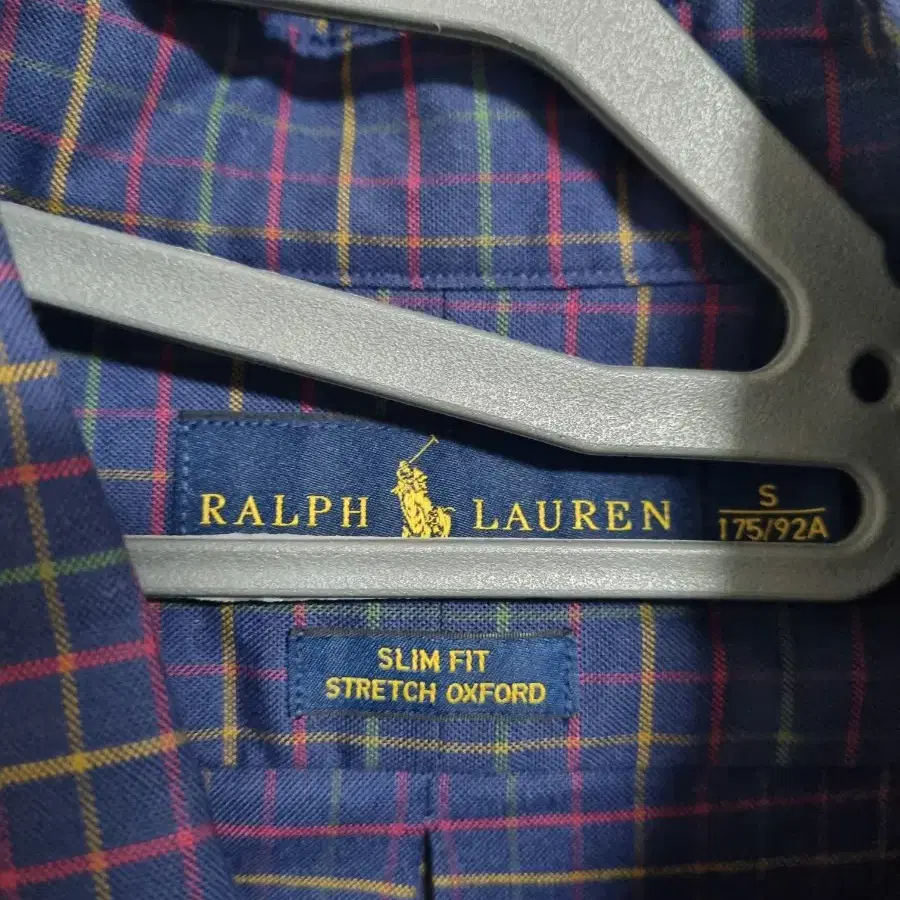 RALPH LAUREN
S
175/92A
SLIM FIT
STRETCH OXFORD